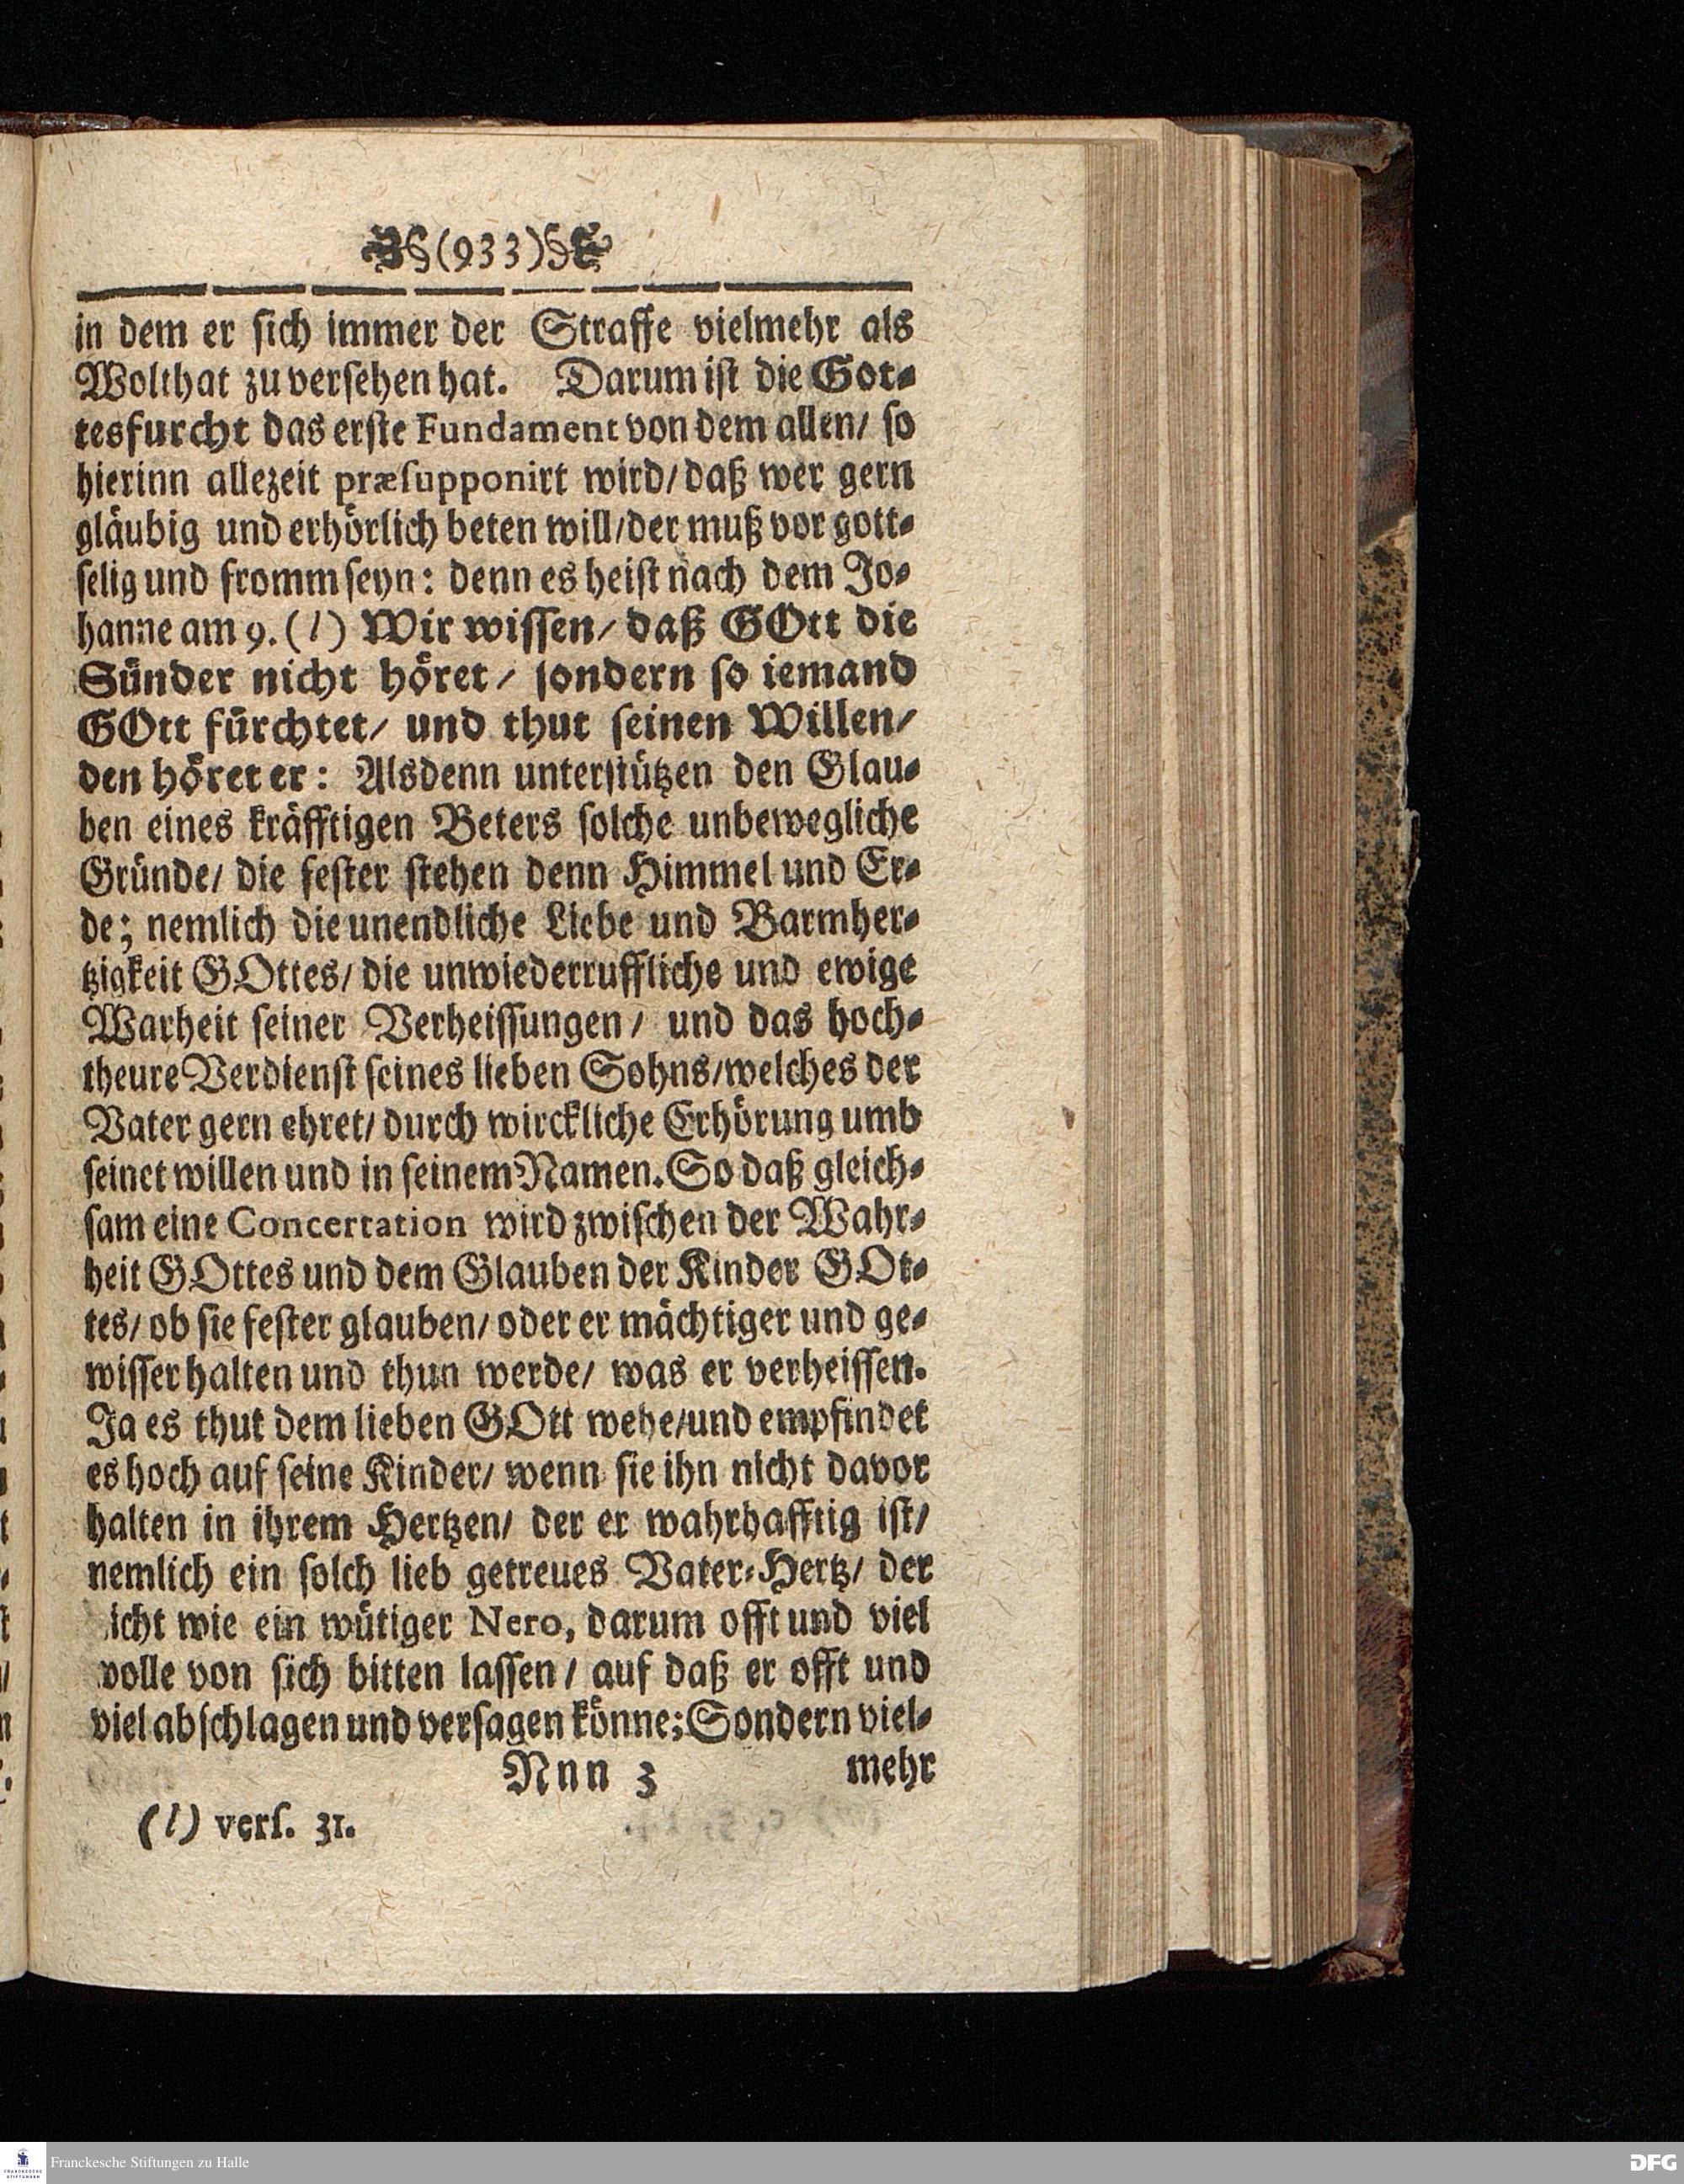 §(933)§
in dem er sich immer der Straffe vielmehr als
Wolthat zu versehen hat. Darum ist die Got-
tesfurcht das erste Fundament von dem allen/ so
hierinn allezeit præsupponirt wird/ daß wer gern
gläubig und erhörlich beten will/ der muß vor gott-
selig und fromm seyn: denn es heist nach dem Jo-
hanne am 9. (l) Wir wissen/ daß GOtt die
Sünder nicht höret/ sondern so iemand
GOtt fürchtet/ und thut seinen Willen/
den höret er: Alsdenn unterstützen den Glau-
ben eines kräfftigen Beters solche unbewegliche
Gründe/ die fester stehen denn Himmel und Er-
de; nemlich die unendliche Liebe und Barmher-
tzigkeit GOttes/ die unwiederruffliche und ewige
Warheit seiner Verheissungen/ und das hoch-
theure Verdienst seines lieben Sohns/ welches der
Vater gern ehret/ durch wirckliche Erhörung umb
seinet willen und in seinem Namen. So daß gleich-
sam eine Concertation wird zwischen der Wahr-
heit GOttes und dem Glauben der Kinder GOt-
tes/ ob sie fester glauben/ oder er mächtiger und ge-
wisser halten und thun werde/ was er verheissen.
Ja es thut dem lieben GOtt wehe/ und empfindet
es hoch auf seine Kinder/ wenn sie ihn nicht davor
halten in ihrem Hertzen/ der er wahrhafftig ist/
nemlich ein solch lieb getreues Vater-Hertz/ der
icht wie ein wütiger Nero, darum offt und viel
wolle von sich bitten lassen/ auf daß er offt und
viel abschlagen und versagen könne; Sondern viel-
Nnn 3 mehr
(l) vers. 31.
Franckesche Stiftungen zu Halle
DFG